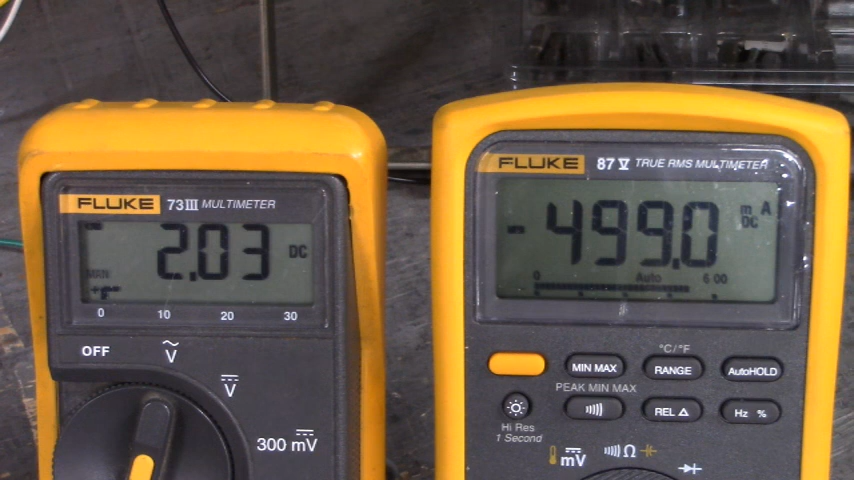 FLUKE 73III MULTIMETER
- 2.03 DC
MAN
0 10 20 30
OFF
V
V
300 mV
FLUKE 87V TRUE RMS MULTIMETER
-499.0 mA DC
0 Auto 600
MIN MAX
°C/°F
RANGE
AutoHOLD
PEAK MIN MAX
REL △
Hz %
Hi Res
1 Second
mV
Ω